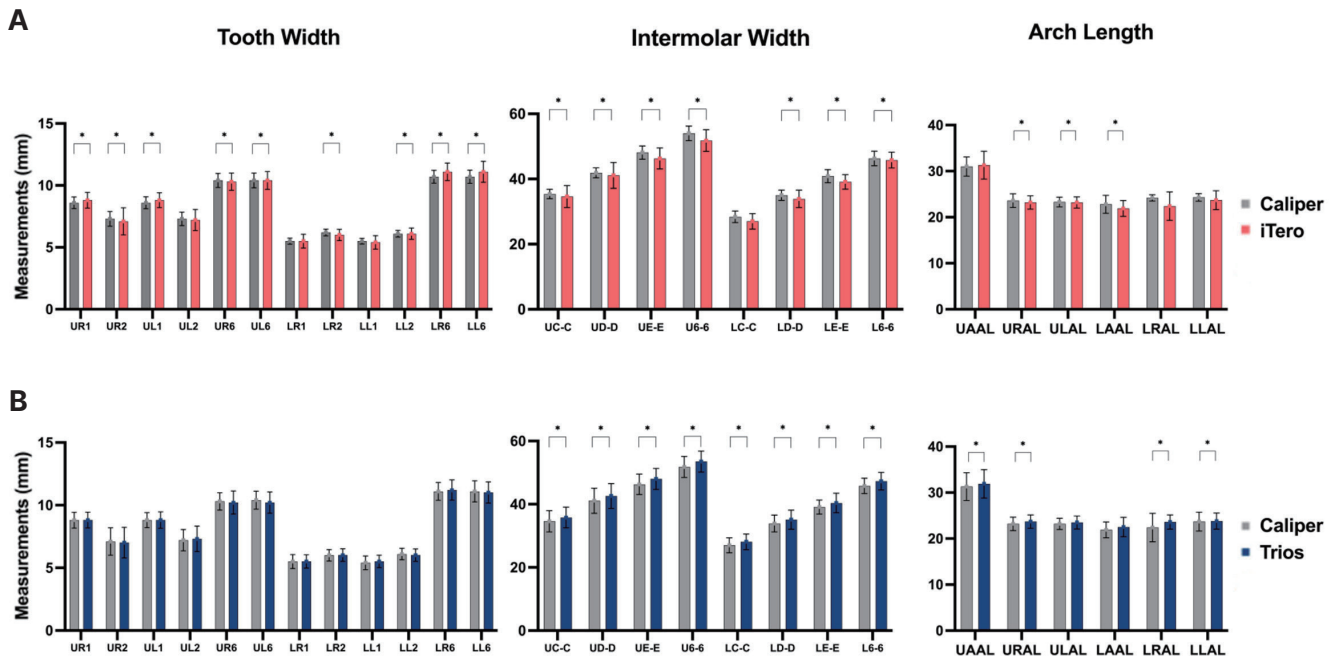 A
Tooth Width
Intermolar Width
Arch Length
Measurements (mm)
15
10
5
0
* * * * * * * * *
UR1 UR2 UL1 UL2 UR6 UL6 LR1 LR2 LL1 LL2 LR6 LL6
60
40
20
0
* * * * * * *
UC-C UD-D UE-E U6-6 LC-C LD-D LE-E L6-6
40
30
20
10
0
* * *
UAAL URAL ULAL LAAL LRAL LLAL
Caliper
iTero
B
Measurements (mm)
15
10
5
0
UR1 UR2 UL1 UL2 UR6 UL6 LR1 LR2 LL1 LL2 LR6 LL6
60
40
20
0
* * * * * * * *
UC-C UD-D UE-E U6-6 LC-C LD-D LE-E L6-6
40
30
20
10
0
* * * *
UAAL URAL ULAL LAAL LRAL LLAL
Caliper
Trios